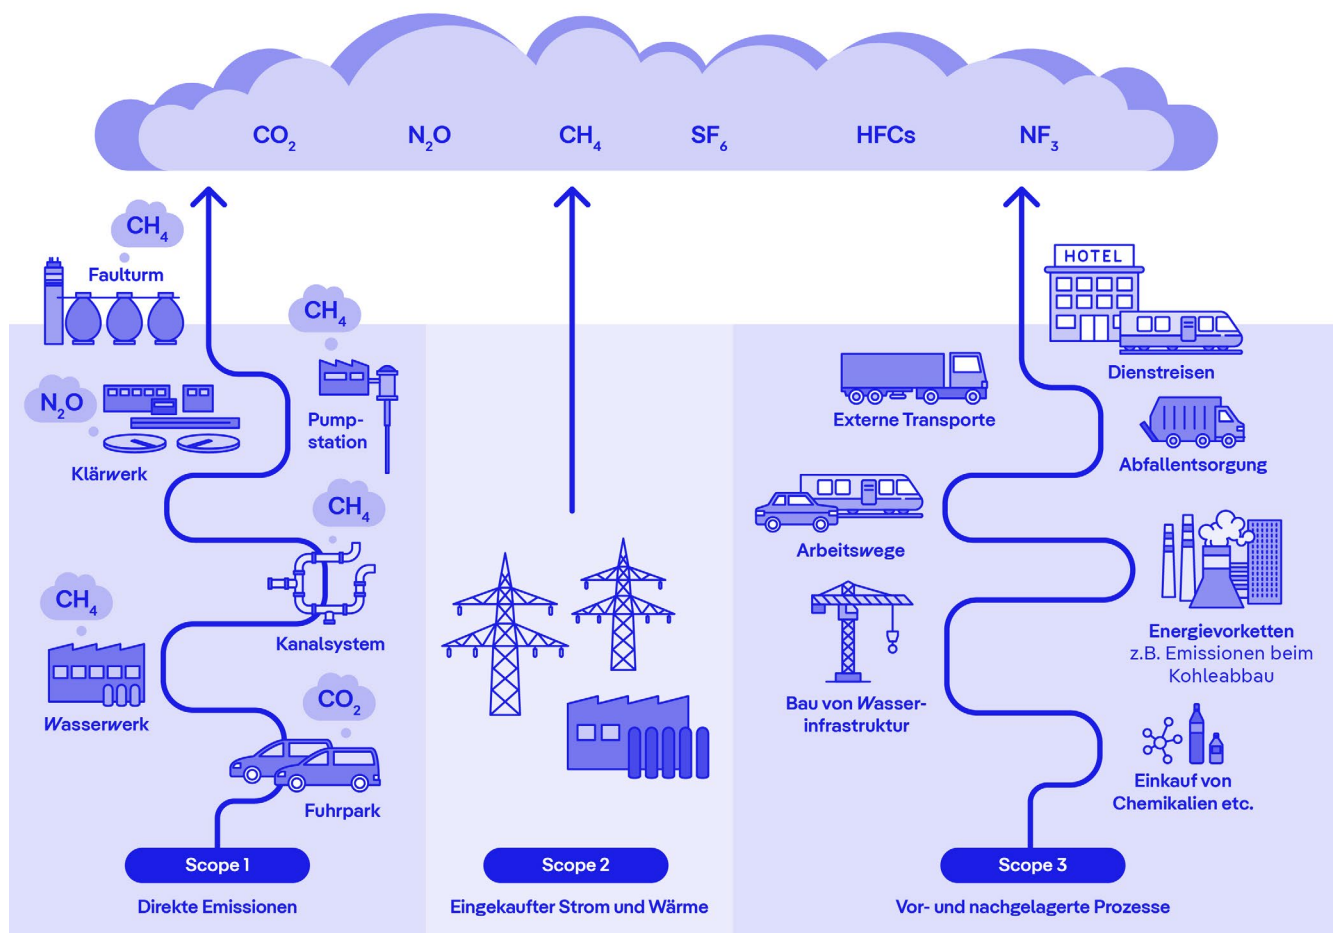 CO₂
N₂O
CH₄
SF₆
HFCs
NF₃
CH₄
Faulturm
CH₄
Pump-
station
N₂O
Klärwerk
CH₄
Kanalsystem
CH₄
Wasserwerk
CO₂
Fuhrpark
Scope 1
Direkte Emissionen
Scope 2
Eingekaufter Strom und Wärme
HOTEL
Dienstreisen
Externe Transporte
Abfallentsorgung
Arbeitswege
Energievorketten
z.B. Emissionen beim
Kohleabbau
Bau von Wasser-
infrastruktur
Einkauf von
Chemikalien etc.
Scope 3
Vor- und nachgelagerte Prozesse